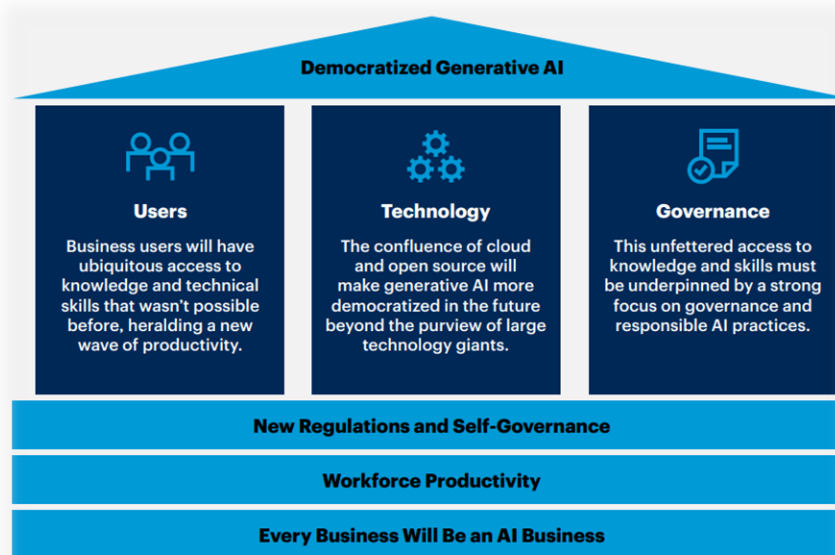 Democratized Generative AI
Users
Business users will have
ubiquitous access to
knowledge and technical
skills that wasn't possible
before, heralding a new
wave of productivity.
Technology
The confluence of cloud
and open source will
make generative AI more
democratized in the future
beyond the purview of large
technology giants.
Governance
This unfettered access to
knowledge and skills must
be underpinned by a strong
focus on governance and
responsible AI practices.
New Regulations and Self-Governance
Workforce Productivity
Every Business Will Be an AI Business